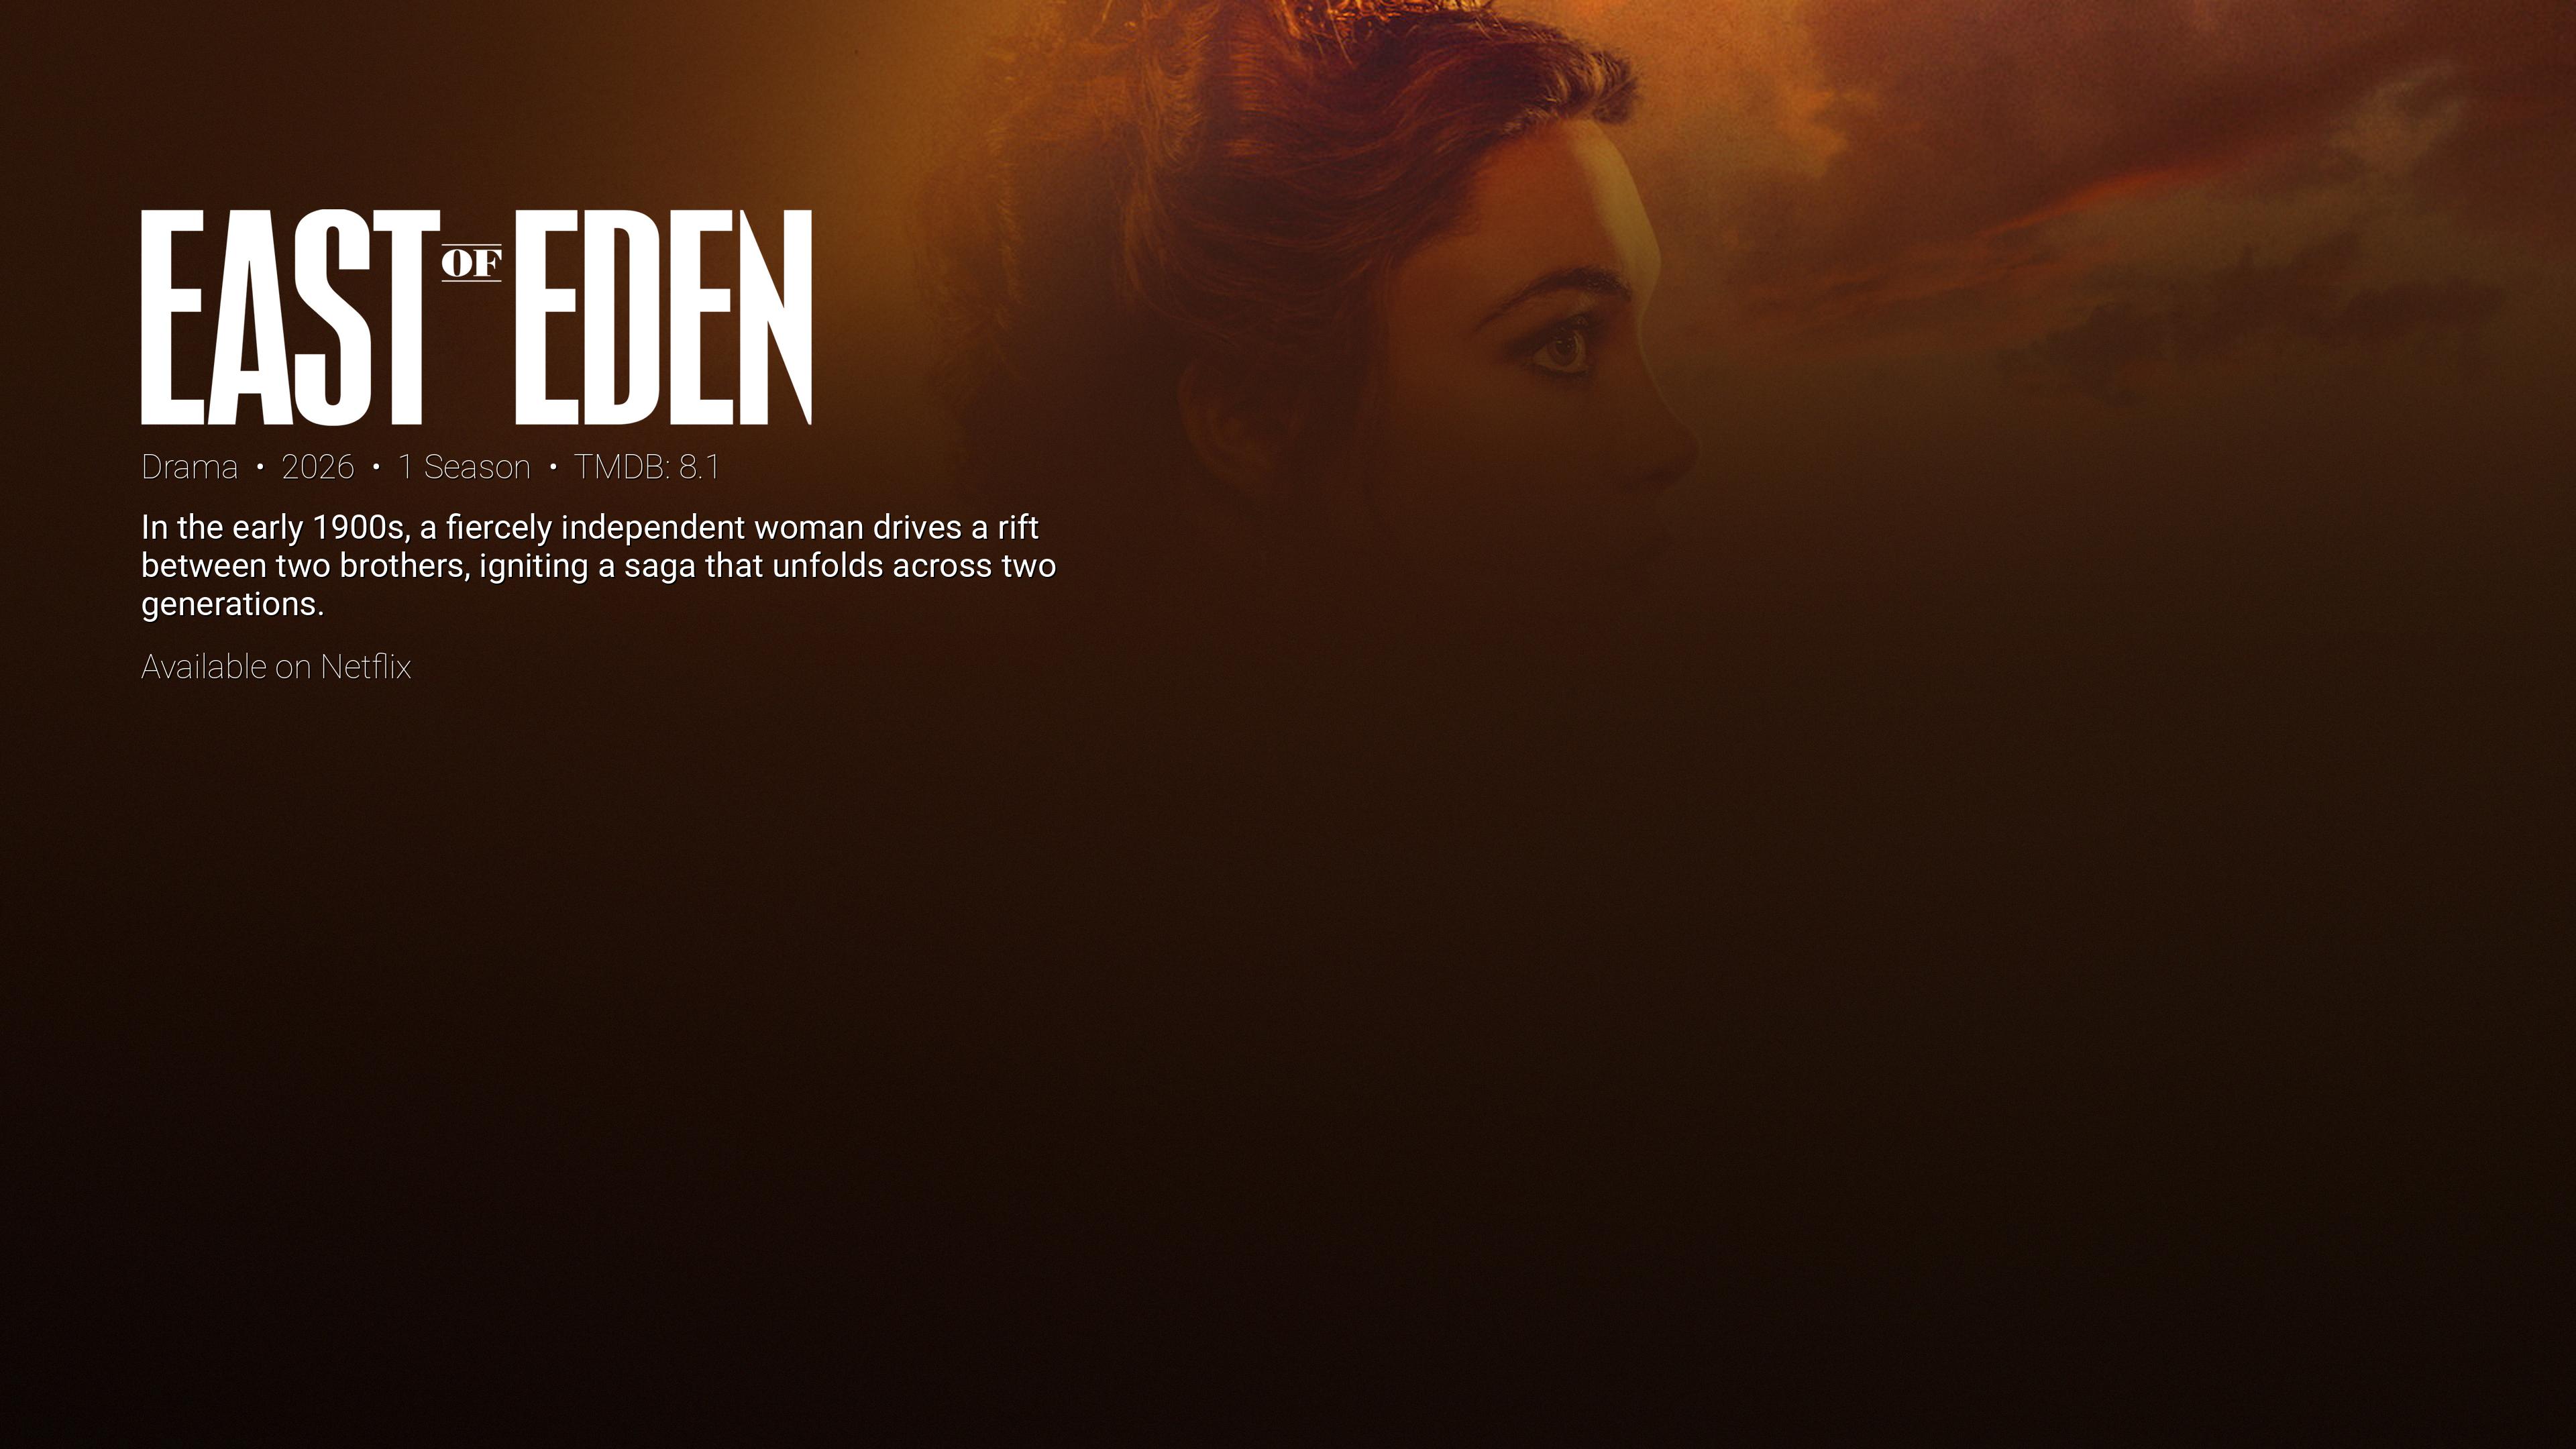 EAST OF EDEN
Drama • 2026 • 1 Season • TMDB: 8.1
In the early 1900s, a fiercely independent woman drives a rift
between two brothers, igniting a saga that unfolds across two
generations.
Available on Netflix